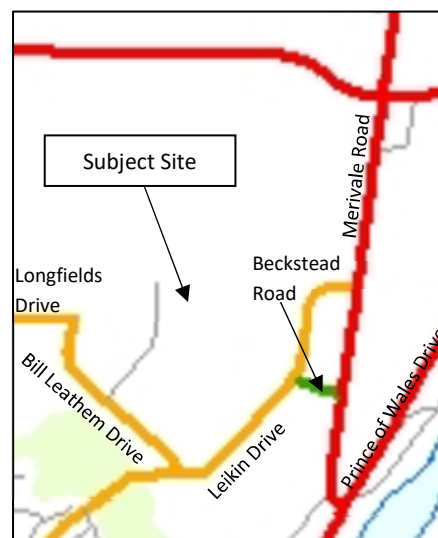 Subject Site
Merivale Road
Beckstead
Road
Longfields
Drive
Bill Leathem Drive
Leikin Drive
Prince of Wales Drive